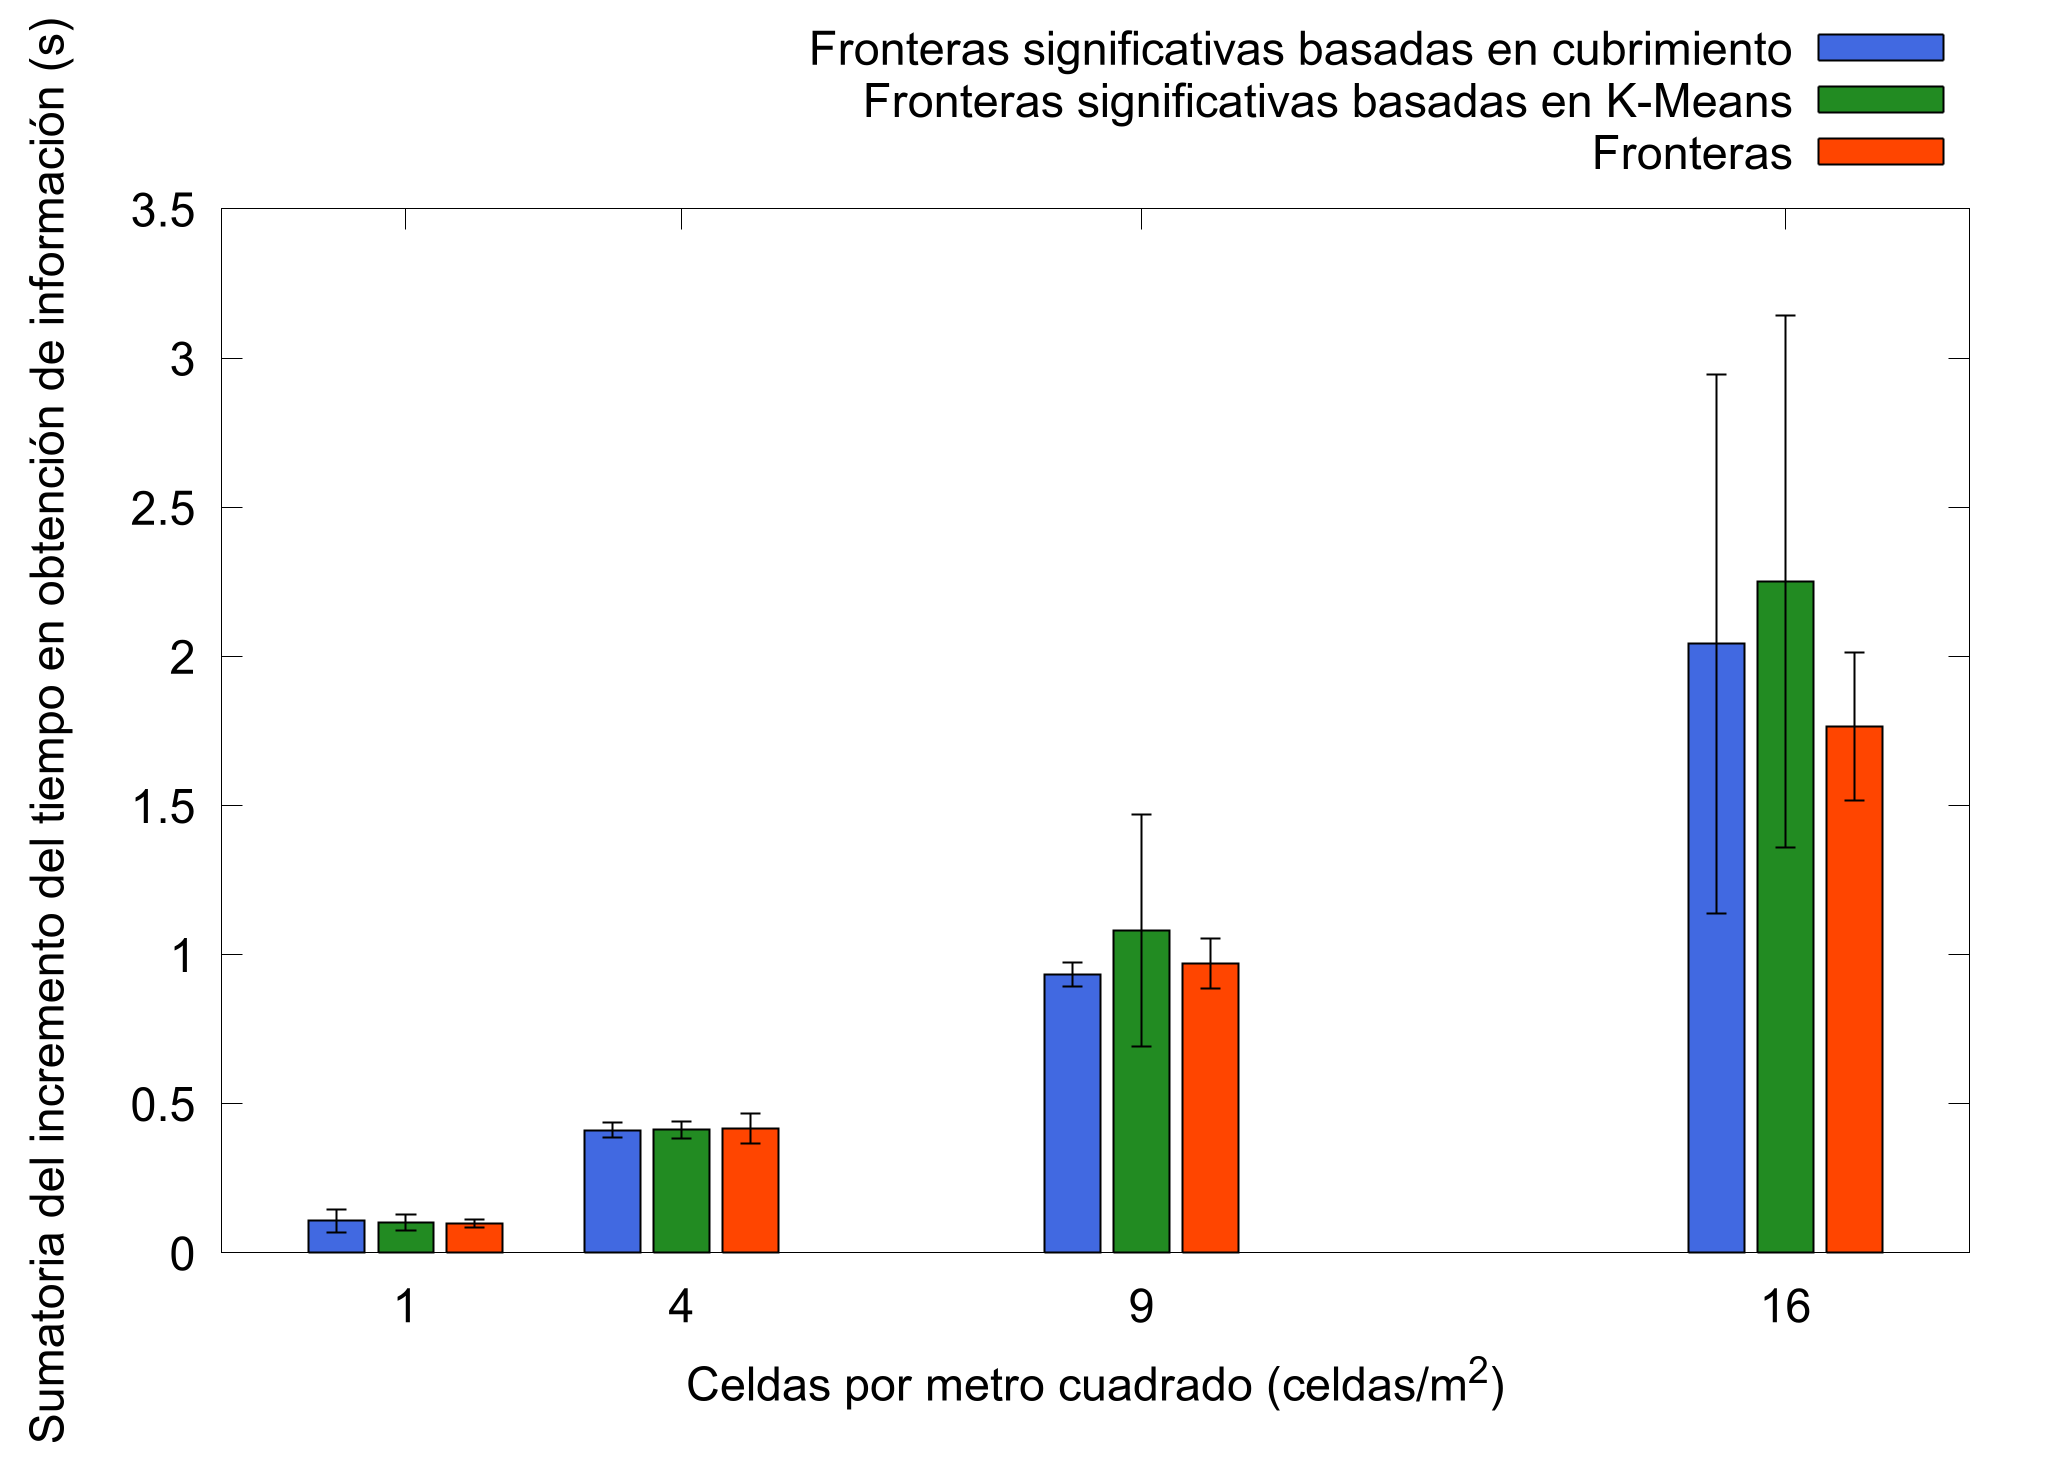 Fronteras significativas basadas en cubrimiento
Fronteras significativas basadas en K-Means
Fronteras
Sumatoria del incremento del tiempo en obtención de información (s)
3.5
3
2.5
2
1.5
1
0.5
0
1 4 9 16
Celdas por metro cuadrado (celdas/m²)